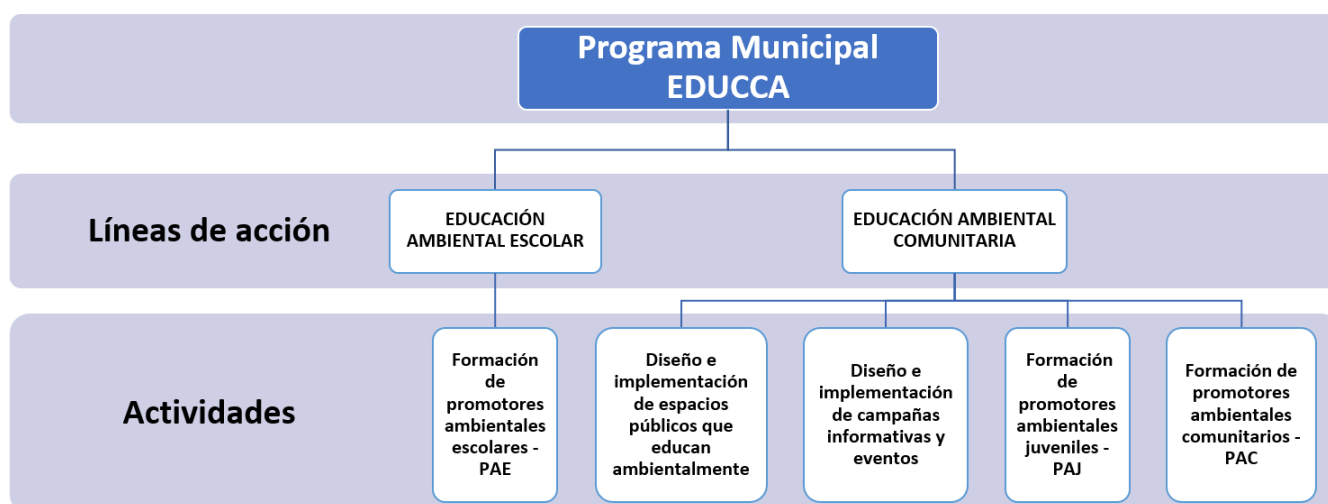 Programa Municipal
EDUCCA
Líneas de acción
EDUCACIÓN
AMBIENTAL ESCOLAR
EDUCACIÓN AMBIENTAL
COMUNITARIA
Actividades
Formación
de
promotores
ambientales
escolares -
PAE
Diseño e
implementación
de espacios
públicos que
educan
ambientalmente
Diseño e
implementación
de campañas
informativas y
eventos
Formación
de
promotores
ambientales
juveniles -
PAJ
Formación de
promotores
ambientales
comunitarios -
PAC